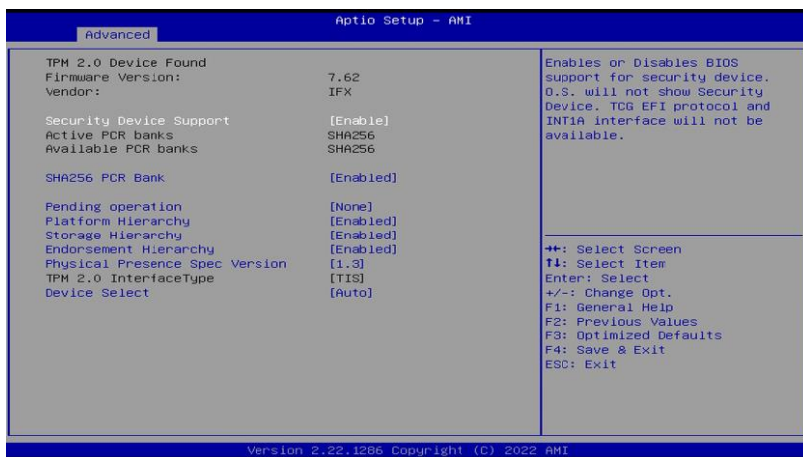 Aptio Setup - AMI
Advanced
TPM 2.0 Device Found
Firmware Version: 7.62
Vendor: IFX
Security Device Support [Enable]
Active PCR banks SHA256
Available PCR banks SHA256
SHA256 PCR Bank [Enabled]
Pending operation [None]
Platform Hierarchy [Enabled]
Storage Hierarchy [Enabled]
Endorsement Hierarchy [Enabled]
Physical Presence Spec Version [1.3]
TPM 2.0 InterfaceType [TIS]
Device Select [Auto]
Enables or Disables BIOS
support for security device.
O.S. will not show Security
Device. TCG EFI protocol and
INT1A interface will not be
available.
→←: Select Screen
↑↓: Select Item
Enter: Select
+/-: Change Opt.
F1: General Help
F2: Previous Values
F3: Optimized Defaults
F4: Save & Exit
ESC: Exit
Version 2.22.1286 Copyright (C) 2022 AMI